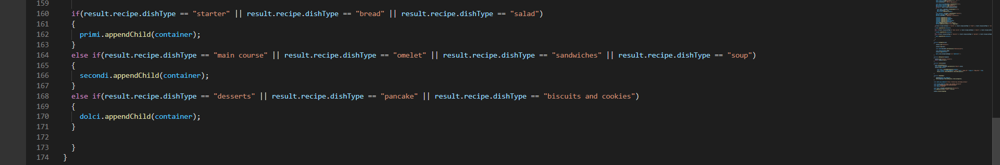 159
160 if(result.recipe.dishType == "starter" || result.recipe.dishType == "bread" || result.recipe.dishType == "salad")
161 {
162 primi.appendChild(container);
163 }
164 else if(result.recipe.dishType == "main course" || result.recipe.dishType == "omelet" || result.recipe.dishType == "sandwiches" || result.recipe.dishType == "soup")
165 {
166 secondi.appendChild(container);
167 }
168 else if(result.recipe.dishType == "desserts" || result.recipe.dishType == "pancake" || result.recipe.dishType == "biscuits and cookies")
169 {
170 dolci.appendChild(container);
171 }
172
173 }
174 }